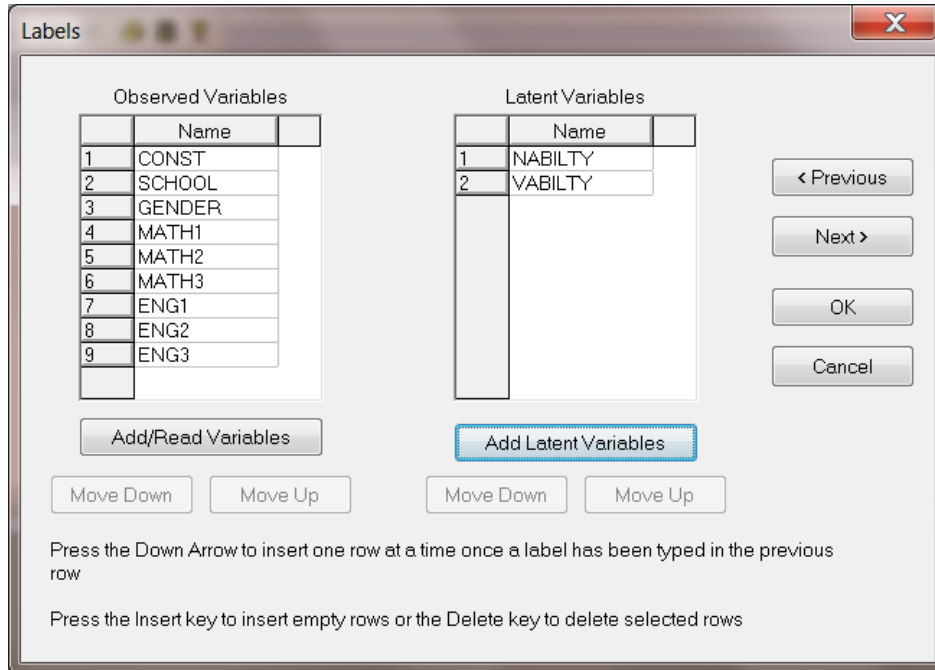 Labels
Observed Variables
Name
1 CONST
2 SCHOOL
3 GENDER
4 MATH1
5 MATH2
6 MATH3
7 ENG1
8 ENG2
9 ENG3
Add/Read Variables
Move Down Move Up
Latent Variables
Name
1 NABILTY
2 VABILTY
Add Latent Variables
Move Down Move Up
< Previous
Next >
OK
Cancel
Press the Down Arrow to insert one row at a time once a label has been typed in the previous
row
Press the Insert key to insert empty rows or the Delete key to delete selected rows